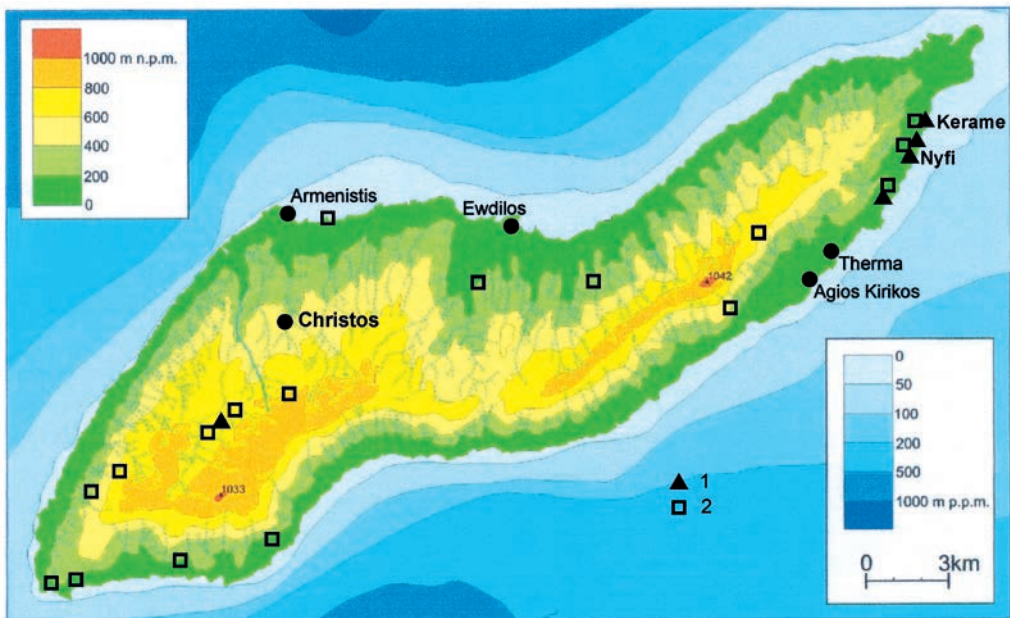 1000 m n.p.m.
800
600
400
200
0
Armenistis
Ewdilos
Kerame
Nyfi
Therma
Agios Kirikos
1042
Christos
1033
1
2
0
50
100
200
500
1000 m p.p.m.
0 3km